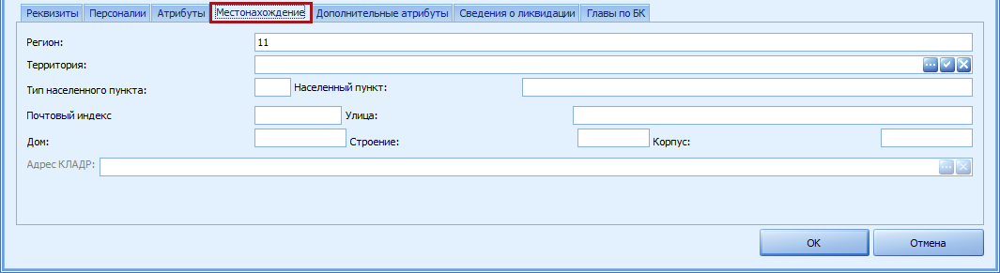 Реквизиты Персоналии Атрибуты Местонахождение Дополнительные атрибуты Сведения о ликвидации Главы по БК
Регион: 11
Территория:
Тип населенного пункта: Населенный пункт:
Почтовый индекс Улица:
Дом: Строение: Корпус:
Адрес КЛАДР:
ОК Отмена